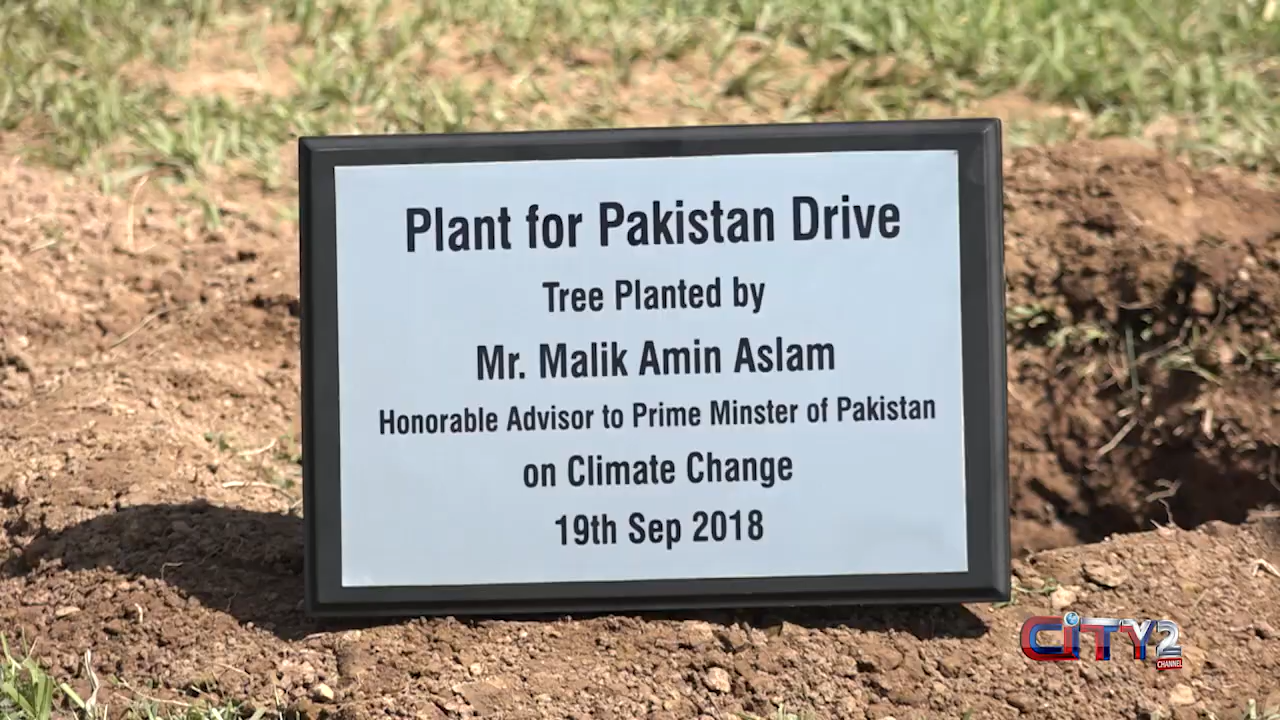 Plant for Pakistan Drive
Tree Planted by
Mr. Malik Amin Aslam
Honorable Advisor to Prime Minster of Pakistan
on Climate Change
19th Sep 2018
CiTY2
CHANNEL